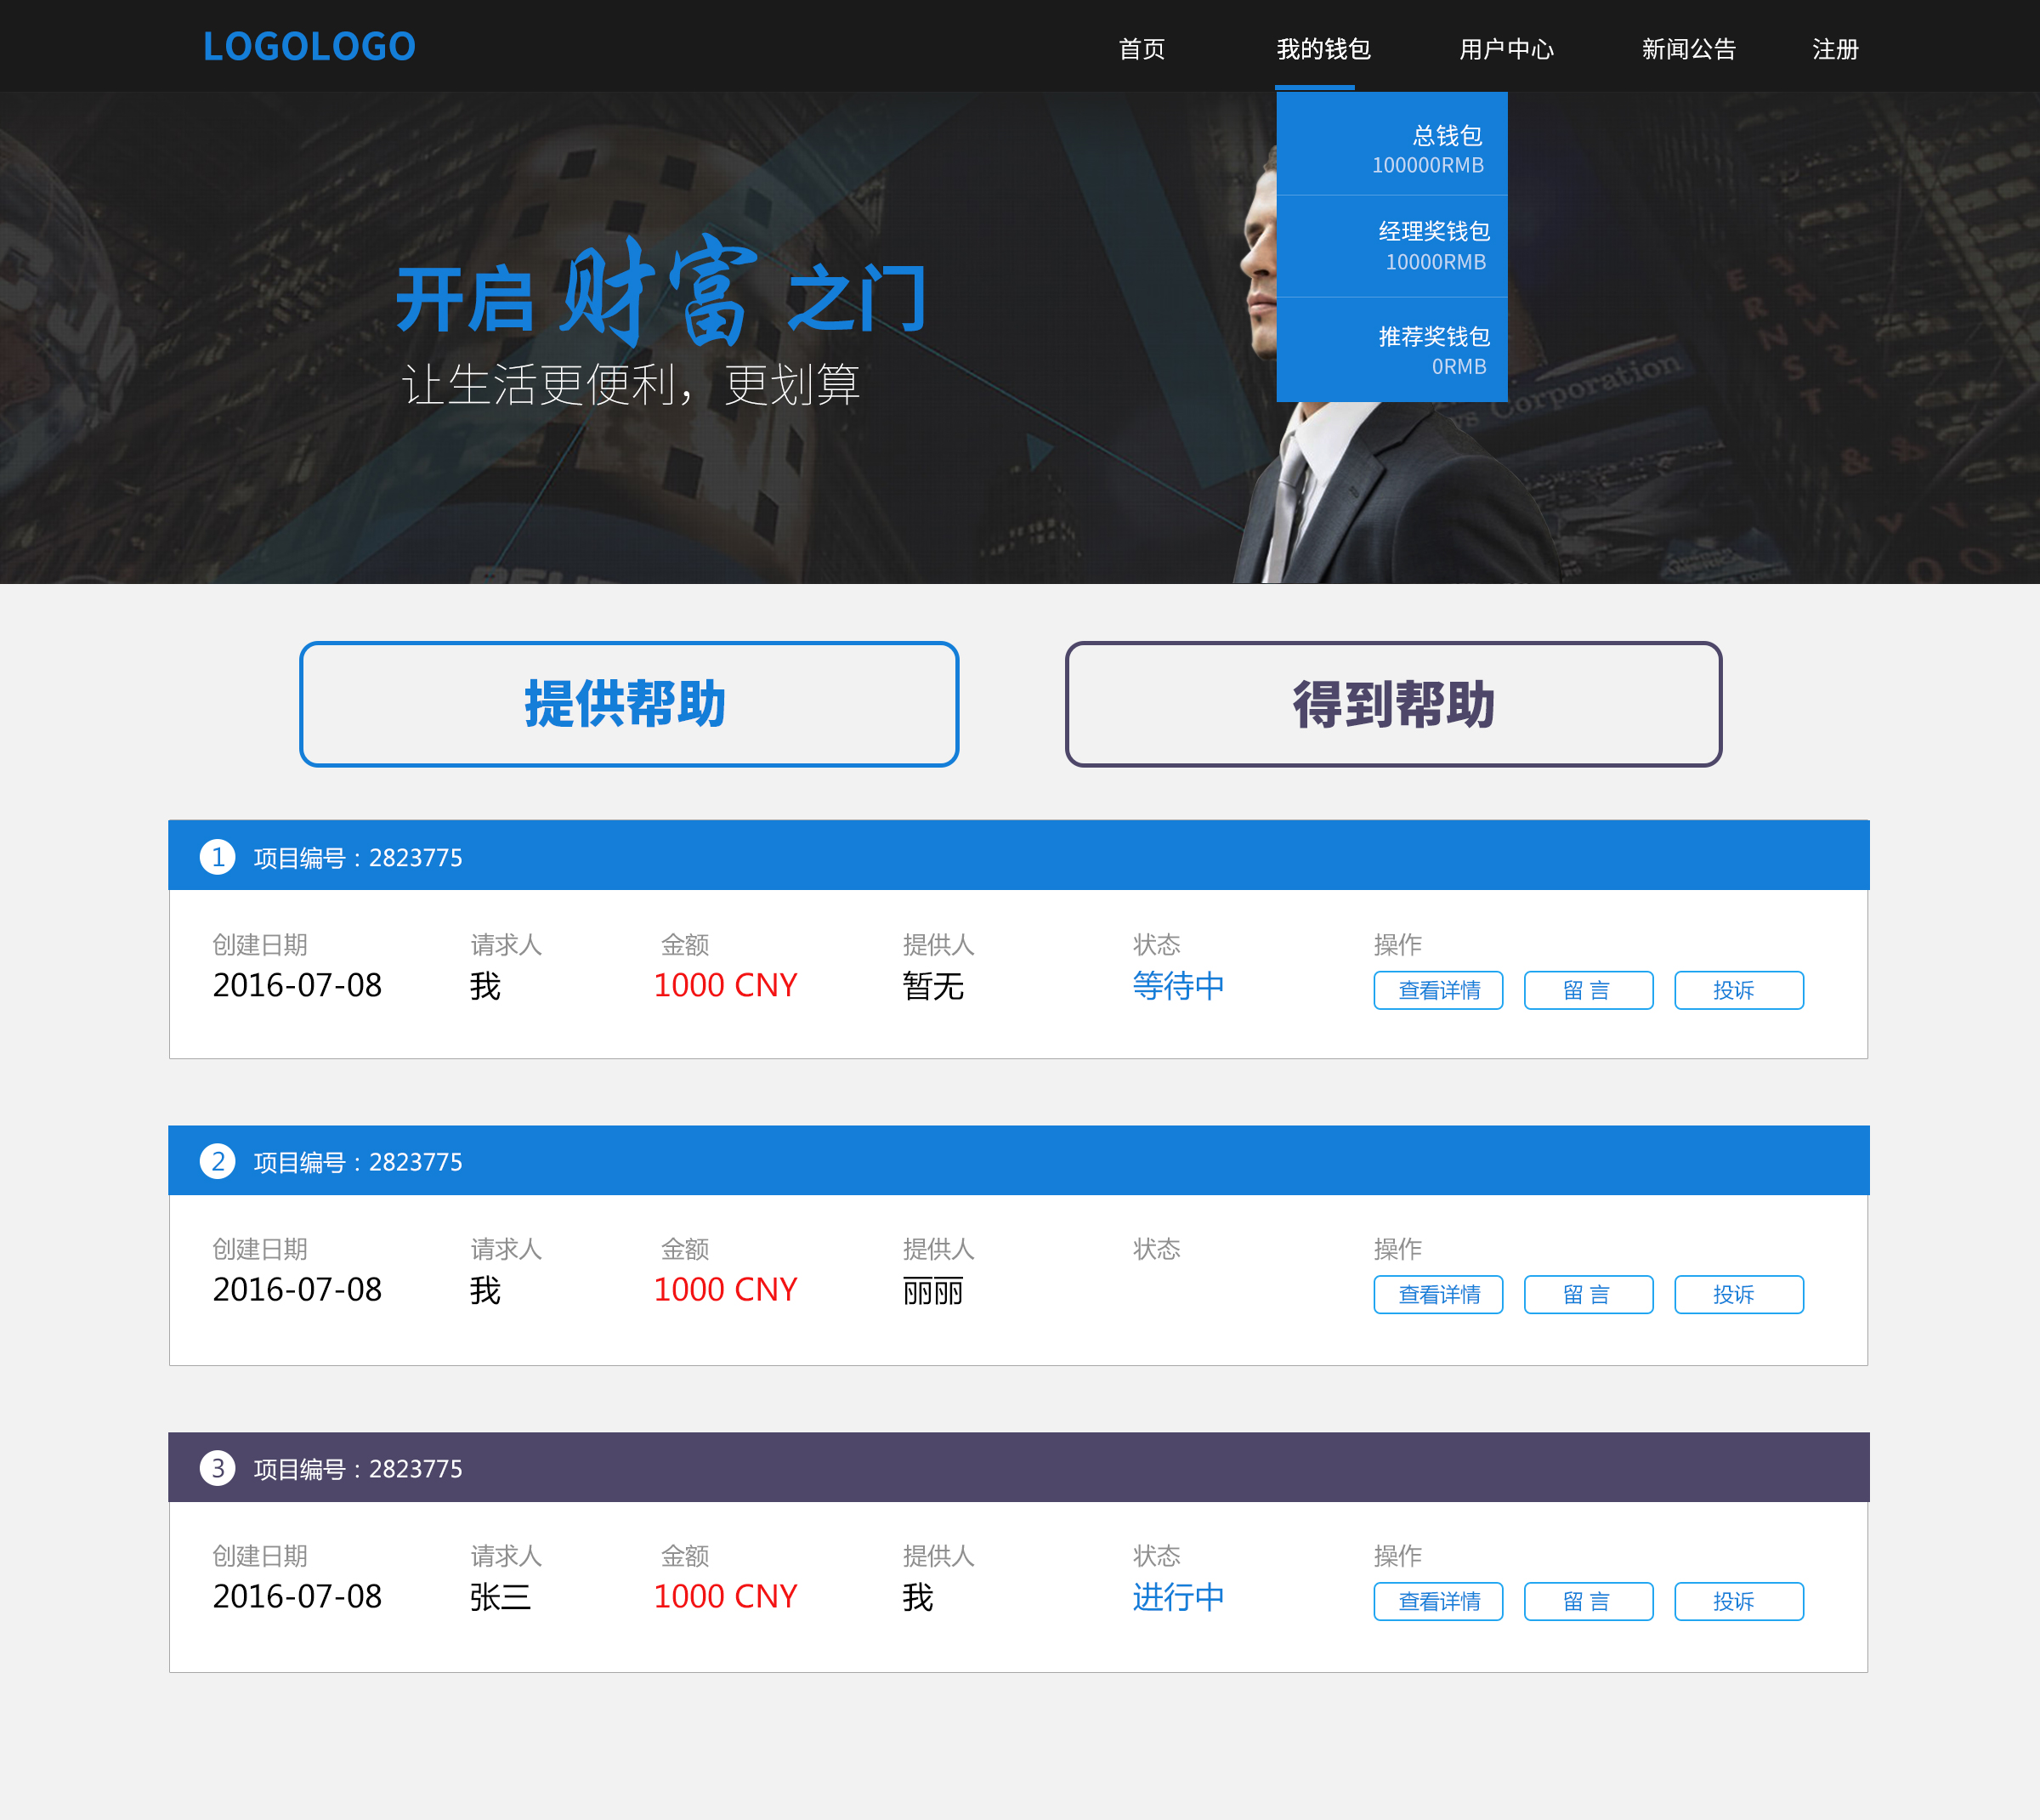 LOGOLOGO
首页 我的钱包 用户中心 新闻公告 注册
总钱包
100000RMB
经理奖钱包
10000RMB
推荐奖钱包
0RMB
开启 财富 之门
让生活更便利，更划算
ERNST
&
Corporation
提供帮助 得到帮助
1 项目编号：2823775
创建日期 请求人 金额 提供人 状态 操作
2016-07-08 我 1000 CNY 暂无 等待中 查看详情 留 言 投诉
2 项目编号：2823775
创建日期 请求人 金额 提供人 状态 操作
2016-07-08 我 1000 CNY 丽丽 查看详情 留 言 投诉
3 项目编号：2823775
创建日期 请求人 金额 提供人 状态 操作
2016-07-08 张三 1000 CNY 我 进行中 查看详情 留 言 投诉